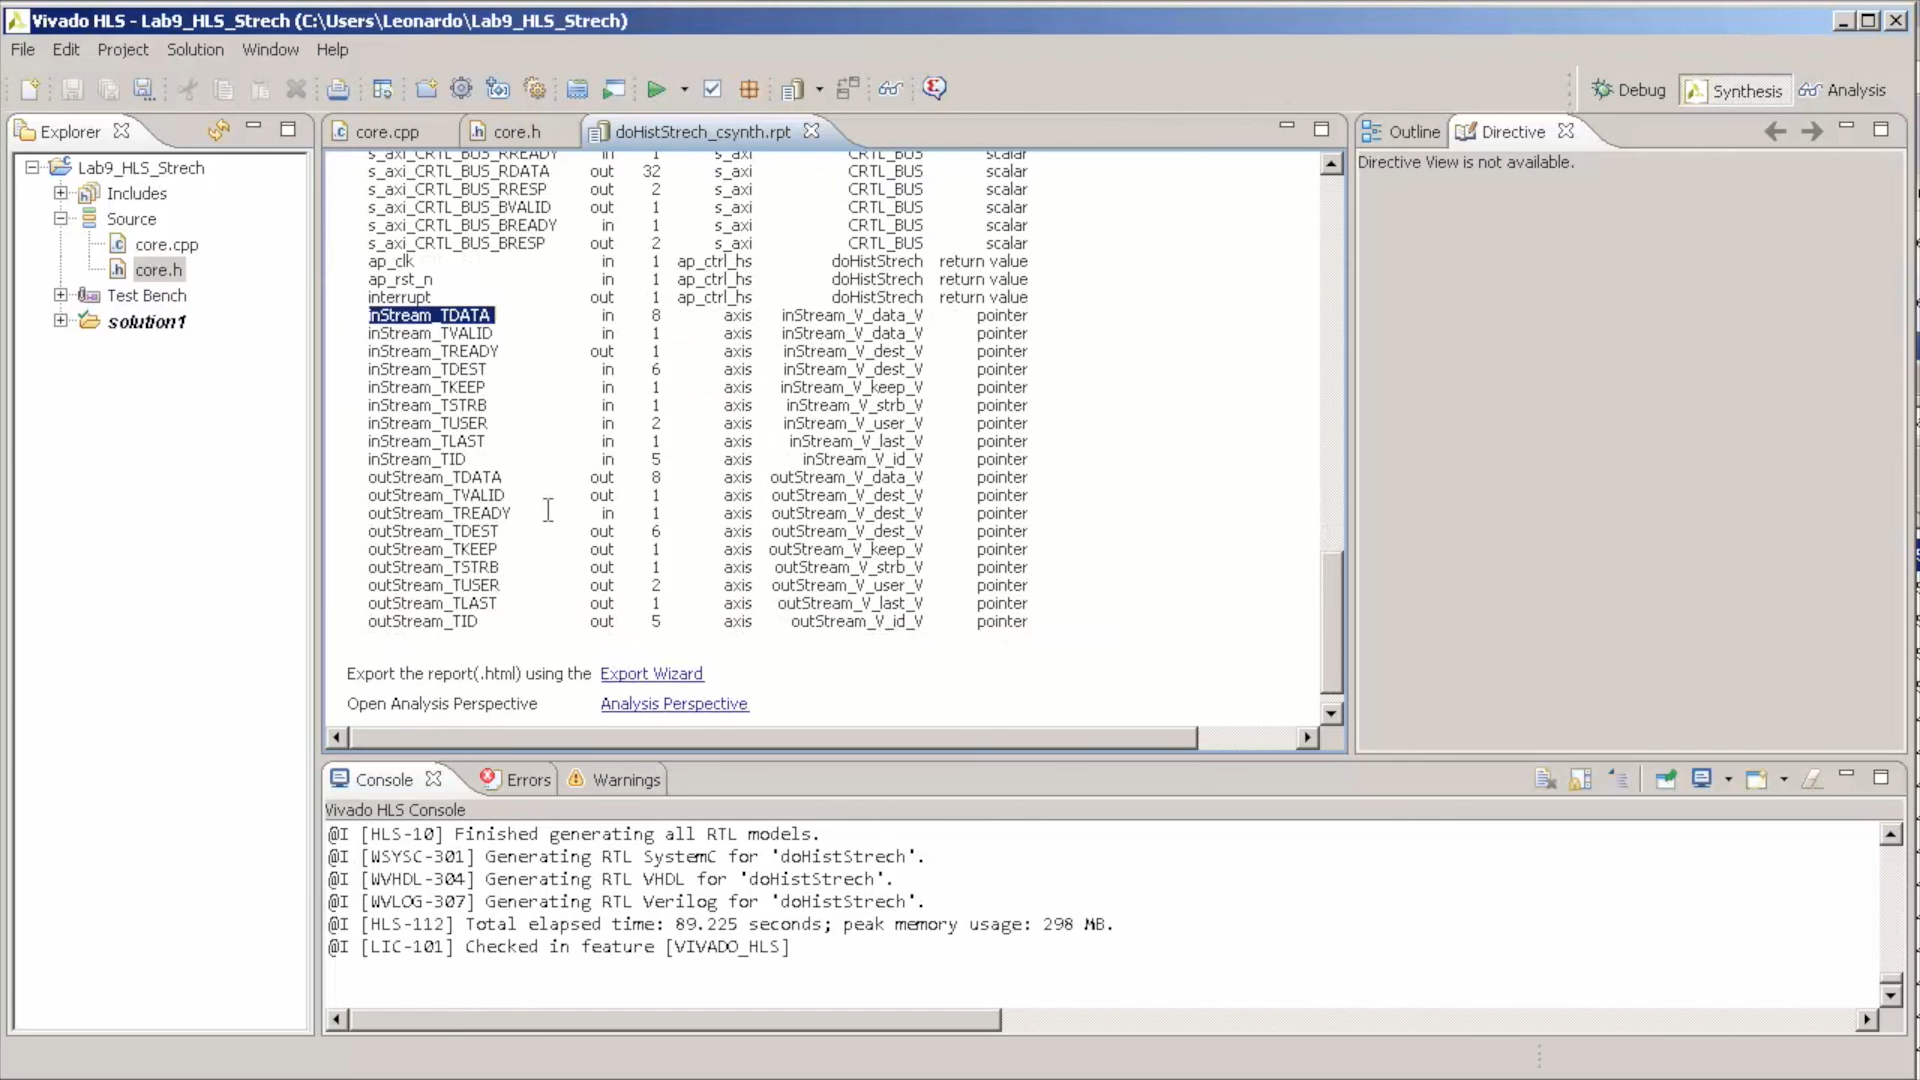 Vivado HLS - Lab9_HLS_Strech (C:\Users\Leonardo\Lab9_HLS_Strech)
File Edit Project Solution Window Help
Debug Synthesis Analysis
Explorer
Lab9_HLS_Strech
Includes
Source
core.cpp
core.h
Test Bench
solution1
core.cpp core.h doHistStrech_csynth.rpt
s_axi_CRTL_BUS_RREADY in 1 s_axi CRTL_BUS scalar
s_axi_CRTL_BUS_RDATA out 32 s_axi CRTL_BUS scalar
s_axi_CRTL_BUS_RRESP out 2 s_axi CRTL_BUS scalar
s_axi_CRTL_BUS_BVALID out 1 s_axi CRTL_BUS scalar
s_axi_CRTL_BUS_BREADY in 1 s_axi CRTL_BUS scalar
s_axi_CRTL_BUS_BRESP out 2 s_axi CRTL_BUS scalar
ap_clk in 1 ap_ctrl_hs doHistStrech return value
ap_rst_n in 1 ap_ctrl_hs doHistStrech return value
interrupt out 1 ap_ctrl_hs doHistStrech return value
inStream_TDATA in 8 axis inStream_V_data_V pointer
inStream_TVALID in 1 axis inStream_V_data_V pointer
inStream_TREADY out 1 axis inStream_V_dest_V pointer
inStream_TDEST in 6 axis inStream_V_dest_V pointer
inStream_TKEEP in 1 axis inStream_V_keep_V pointer
inStream_TSTRB in 1 axis inStream_V_strb_V pointer
inStream_TUSER in 2 axis inStream_V_user_V pointer
inStream_TLAST in 1 axis inStream_V_last_V pointer
inStream_TID in 5 axis inStream_V_id_V pointer
outStream_TDATA out 8 axis outStream_V_data_V pointer
outStream_TVALID out 1 axis outStream_V_dest_V pointer
outStream_TREADY in 1 axis outStream_V_dest_V pointer
outStream_TDEST out 6 axis outStream_V_dest_V pointer
outStream_TKEEP out 1 axis outStream_V_keep_V pointer
outStream_TSTRB out 1 axis outStream_V_strb_V pointer
outStream_TUSER out 2 axis outStream_V_user_V pointer
outStream_TLAST out 1 axis outStream_V_last_V pointer
outStream_TID out 5 axis outStream_V_id_V pointer
Export the report(.html) using the Export Wizard
Open Analysis Perspective Analysis Perspective
Outline Directive
Directive View is not available.
Console Errors Warnings
Vivado HLS Console
@I [HLS-10] Finished generating all RTL models.
@I [WSYSC-301] Generating RTL SystemC for 'doHistStrech'.
@I [WVHDL-304] Generating RTL VHDL for 'doHistStrech'.
@I [WVLOG-307] Generating RTL Verilog for 'doHistStrech'.
@I [HLS-112] Total elapsed time: 89.225 seconds; peak memory usage: 298 MB.
@I [LIC-101] Checked in feature [VIVADO_HLS]